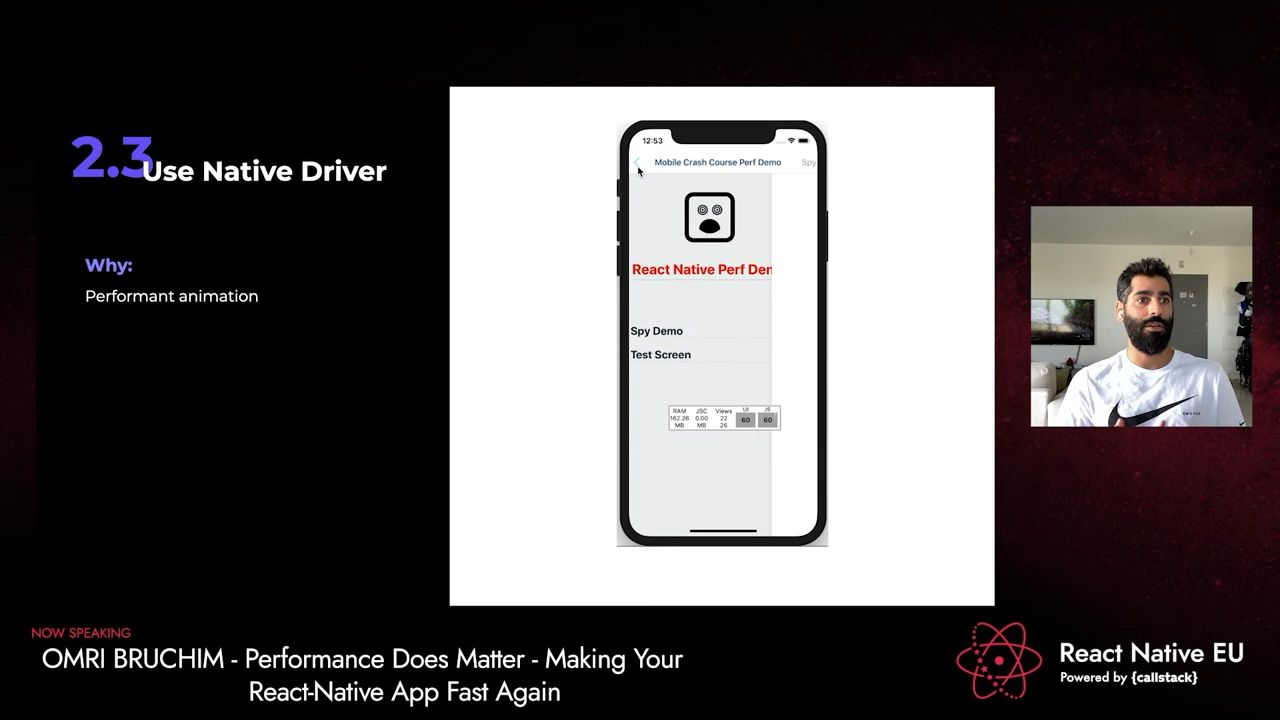 2.3
Use Native Driver
Why:
Performant animation
12:53
Mobile Crash Course Perf Demo
Spy
React Native Perf Dem
Spy Demo
Test Screen
RAM JSC Views UI JS
162.26 0.00 22 60 60
MB MB 26
NOW SPEAKING
OMRI BRUCHIM - Performance Does Matter - Making Your
React-Native App Fast Again
React Native EU
Powered by {callstack}